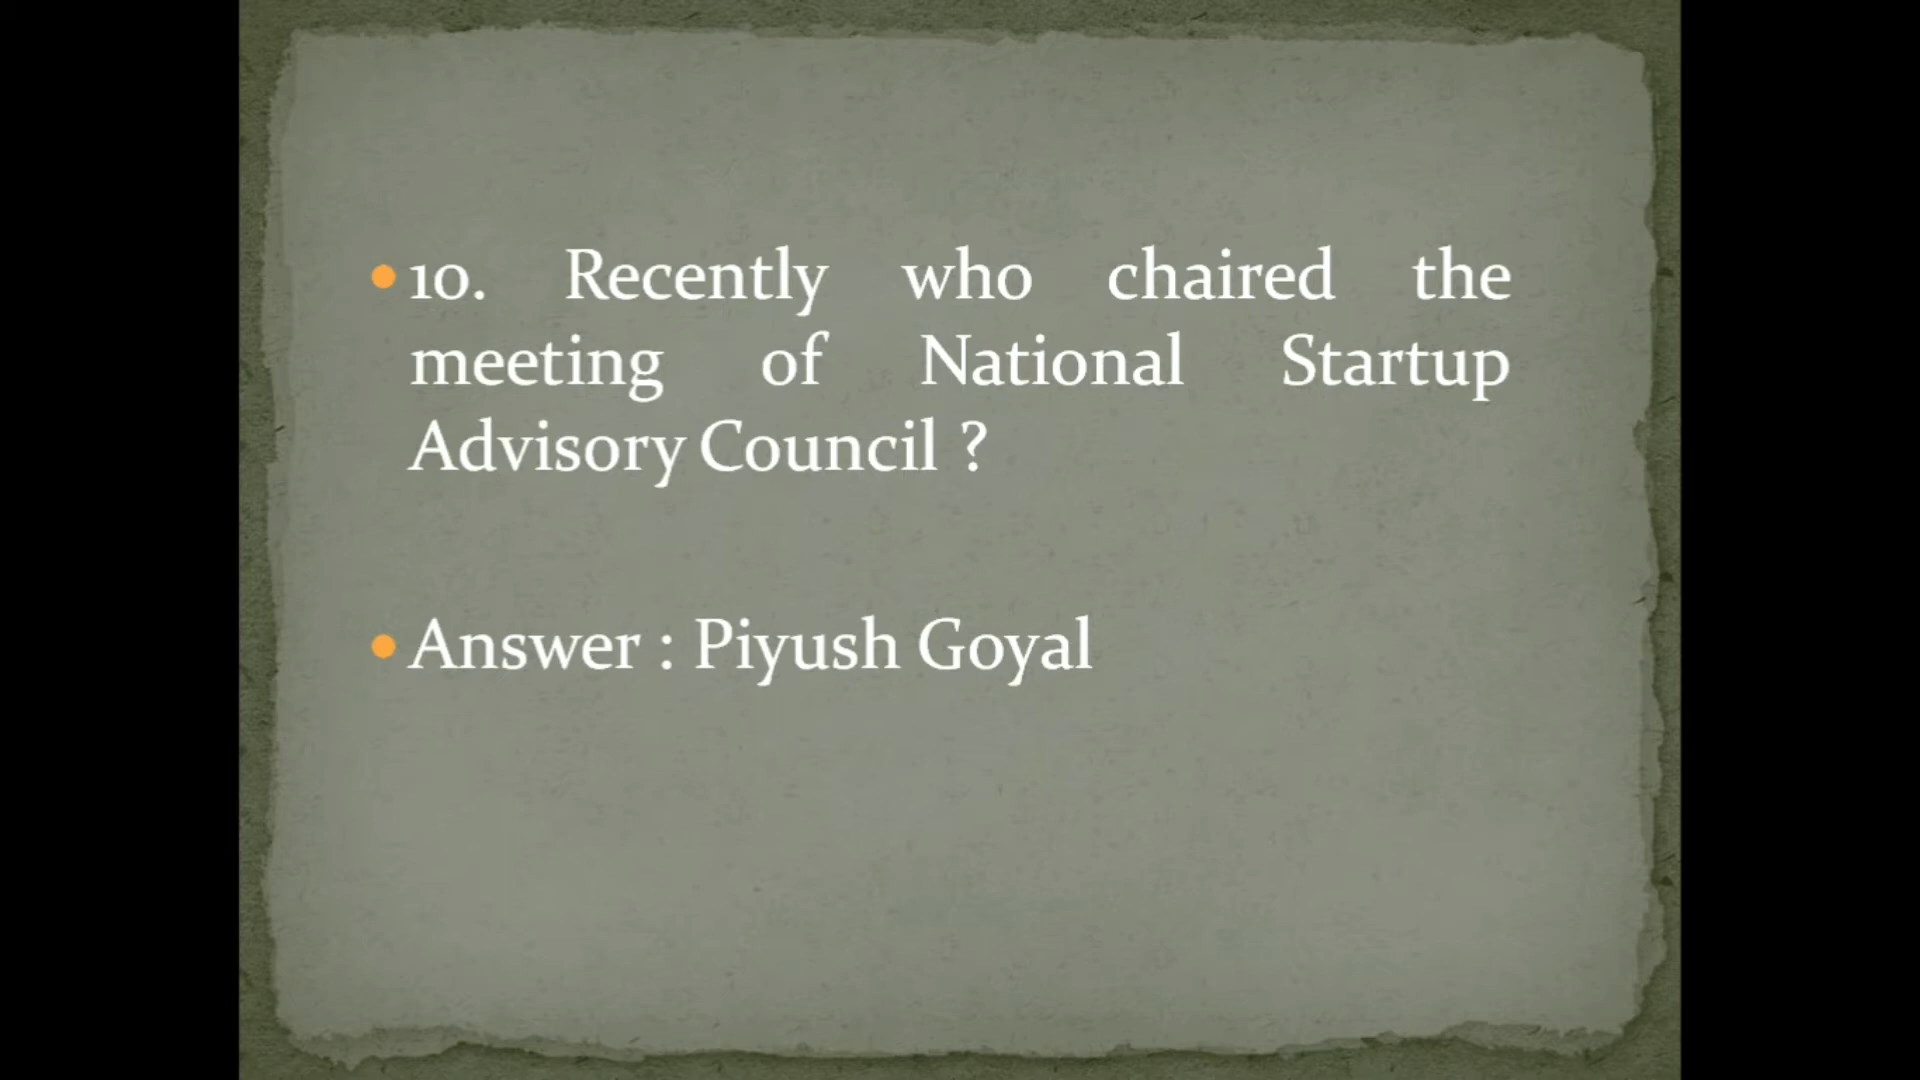 10. Recently who chaired the
meeting of National Startup
Advisory Council ?
Answer : Piyush Goyal